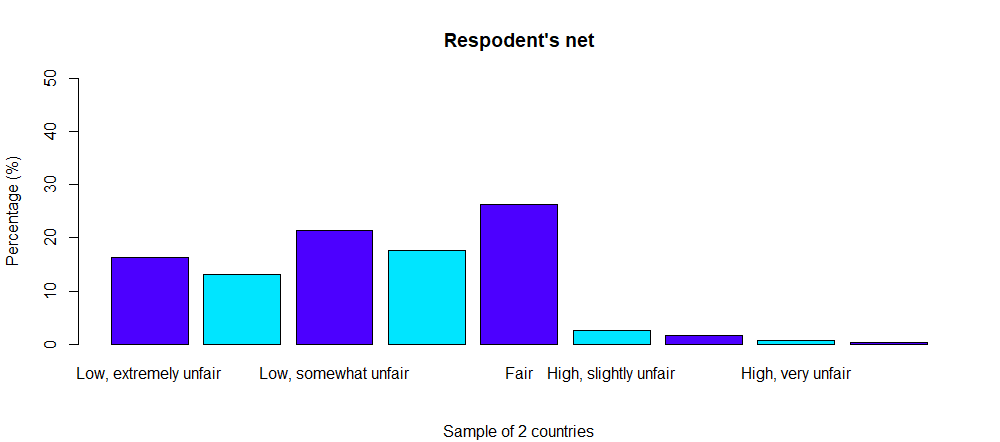 Respodent's net
Percentage (%)
50
40
30
20
10
0
Low, extremely unfair
Low, somewhat unfair
Fair
High, slightly unfair
High, very unfair
Sample of 2 countries